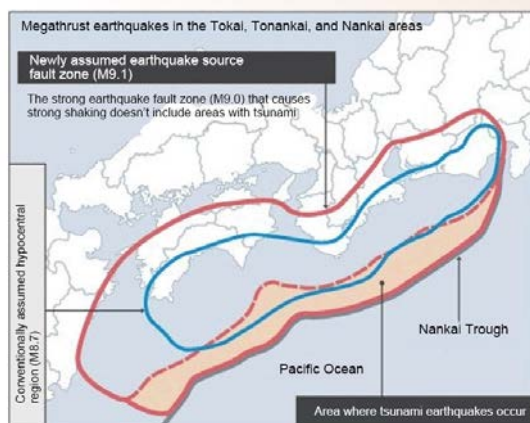 Megathrust earthquakes in the Tokai, Tonankai, and Nankai areas
Newly assumed earthquake source
fault zone (M9.1)
The strong earthquake fault zone (M9.0) that causes
strong shaking doesn't include areas with tsunami
Conventionally assumed hypocentral
region (M8.7)
Nankai Trough
Pacific Ocean
Area where tsunami earthquakes occur